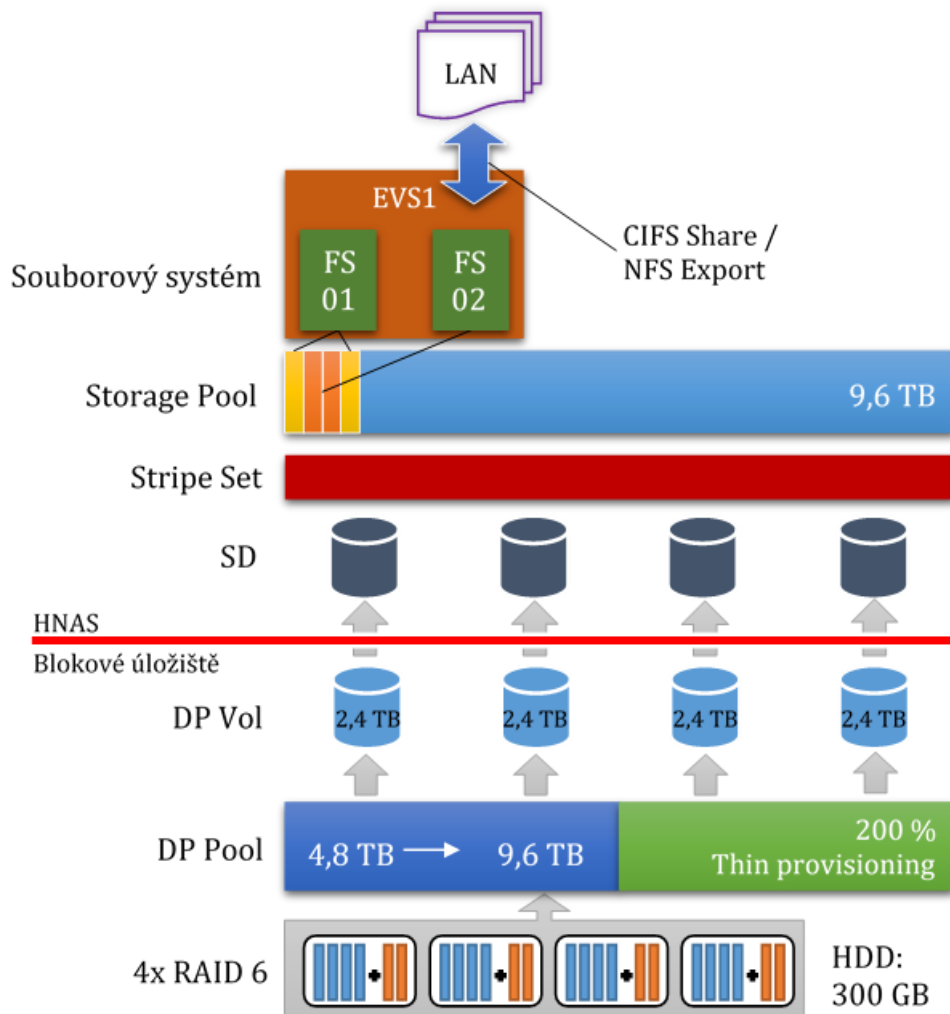 LAN
EVS1
FS
01
FS
02
CIFS Share /
NFS Export
Souborový systém
Storage Pool
9,6 TB
Stripe Set
SD
HNAS
Blokové úložiště
DP Vol
2,4 TB
2,4 TB
2,4 TB
2,4 TB
DP Pool
4,8 TB
9,6 TB
200 %
Thin provisioning
4x RAID 6
HDD:
300 GB